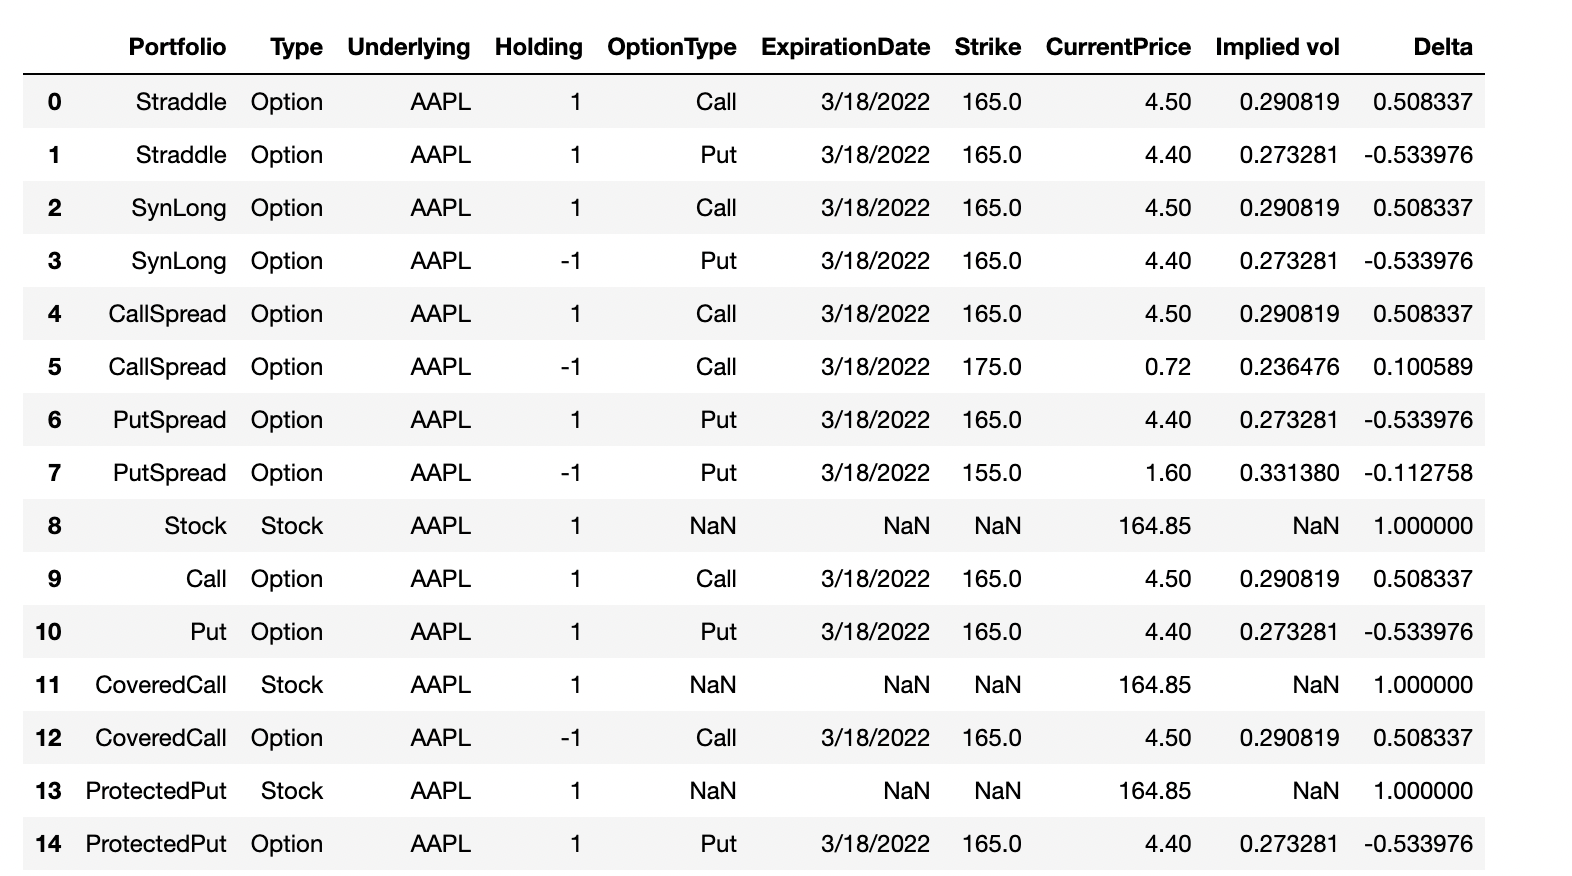 Portfolio Type Underlying Holding OptionType ExpirationDate Strike CurrentPrice Implied vol Delta
0 Straddle Option AAPL 1 Call 3/18/2022 165.0 4.50 0.290819 0.508337
1 Straddle Option AAPL 1 Put 3/18/2022 165.0 4.40 0.273281 -0.533976
2 SynLong Option AAPL 1 Call 3/18/2022 165.0 4.50 0.290819 0.508337
3 SynLong Option AAPL -1 Put 3/18/2022 165.0 4.40 0.273281 -0.533976
4 CallSpread Option AAPL 1 Call 3/18/2022 165.0 4.50 0.290819 0.508337
5 CallSpread Option AAPL -1 Call 3/18/2022 175.0 0.72 0.236476 0.100589
6 PutSpread Option AAPL 1 Put 3/18/2022 165.0 4.40 0.273281 -0.533976
7 PutSpread Option AAPL -1 Put 3/18/2022 155.0 1.60 0.331380 -0.112758
8 Stock Stock AAPL 1 NaN NaN NaN 164.85 NaN 1.000000
9 Call Option AAPL 1 Call 3/18/2022 165.0 4.50 0.290819 0.508337
10 Put Option AAPL 1 Put 3/18/2022 165.0 4.40 0.273281 -0.533976
11 CoveredCall Stock AAPL 1 NaN NaN NaN 164.85 NaN 1.000000
12 CoveredCall Option AAPL -1 Call 3/18/2022 165.0 4.50 0.290819 0.508337
13 ProtectedPut Stock AAPL 1 NaN NaN NaN 164.85 NaN 1.000000
14 ProtectedPut Option AAPL 1 Put 3/18/2022 165.0 4.40 0.273281 -0.533976